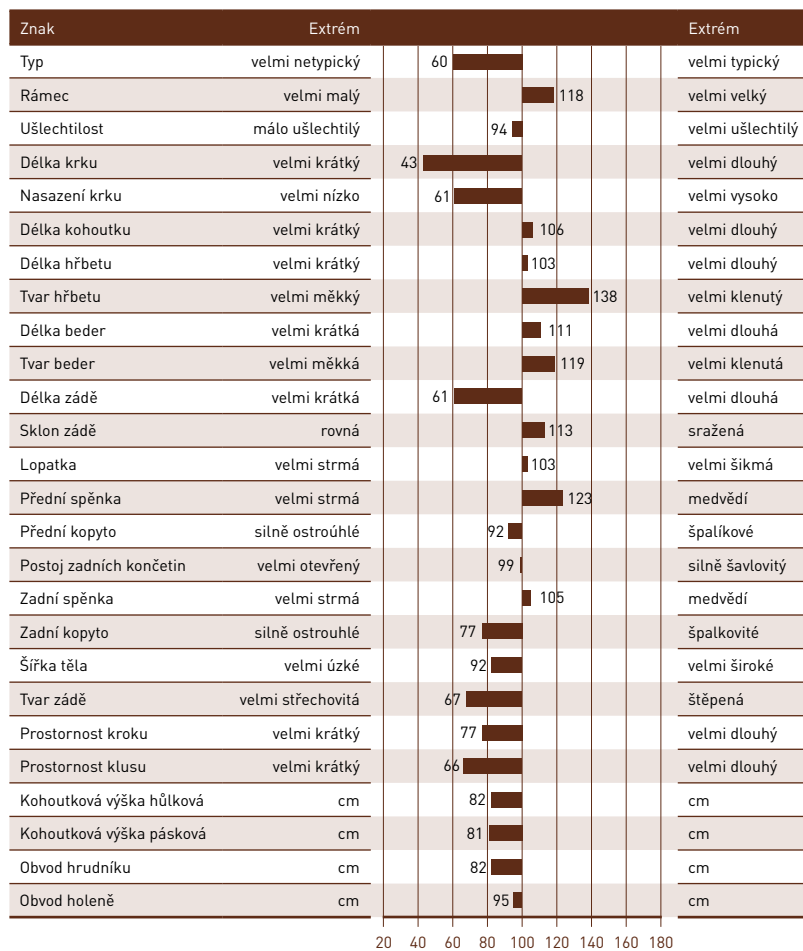 Znak Extrém Extrém
Typ velmi netypický 60 velmi typický
Rámec velmi malý 118 velmi velký
Ušlechtilost málo ušlechtilý 94 velmi ušlechtilý
Délka krku velmi krátký 43 velmi dlouhý
Nasazení krku velmi nízko 61 velmi vysoko
Délka kohoutku velmi krátký 106 velmi dlouhý
Délka hřbetu velmi krátký 103 velmi dlouhý
Tvar hřbetu velmi měkký 138 velmi klenutý
Délka beder velmi krátká 111 velmi dlouhá
Tvar beder velmi měkká 119 velmi klenutá
Délka zádě velmi krátká 61 velmi dlouhá
Sklon zádě rovná 113 sražená
Lopatka velmi strmá 103 velmi šikmá
Přední spěnka velmi strmá 123 medvědí
Přední kopyto silně ostroúhlé 92 špalíkové
Postoj zadních končetin velmi otevřený 99 silně šavlovitý
Zadní spěnka velmi strmá 105 medvědí
Zadní kopyto silně ostrouhlé 77 špalkovité
Šířka těla velmi úzké 92 velmi široké
Tvar zádě velmi střechovitá 67 štěpená
Prostornost kroku velmi krátký 77 velmi dlouhý
Prostornost klusu velmi krátký 66 velmi dlouhý
Kohoutková výška hůlková cm 82 cm
Kohoutková výška pásková cm 81 cm
Obvod hrudníku cm 82 cm
Obvod holeně cm 95 cm
20 40 60 80 100 120 140 160 180